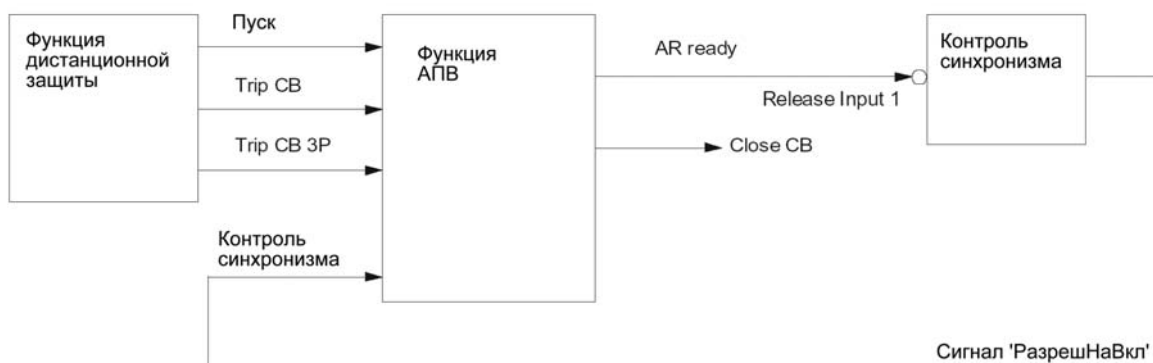 Функция
дистанционной
защиты
Пуск
Trip CB
Trip CB 3P
Контроль
синхронизма
Функция
АПВ
AR ready
Release Input 1
Close CB
Контроль
синхронизма
Сигнал 'РазрешНаВкл'